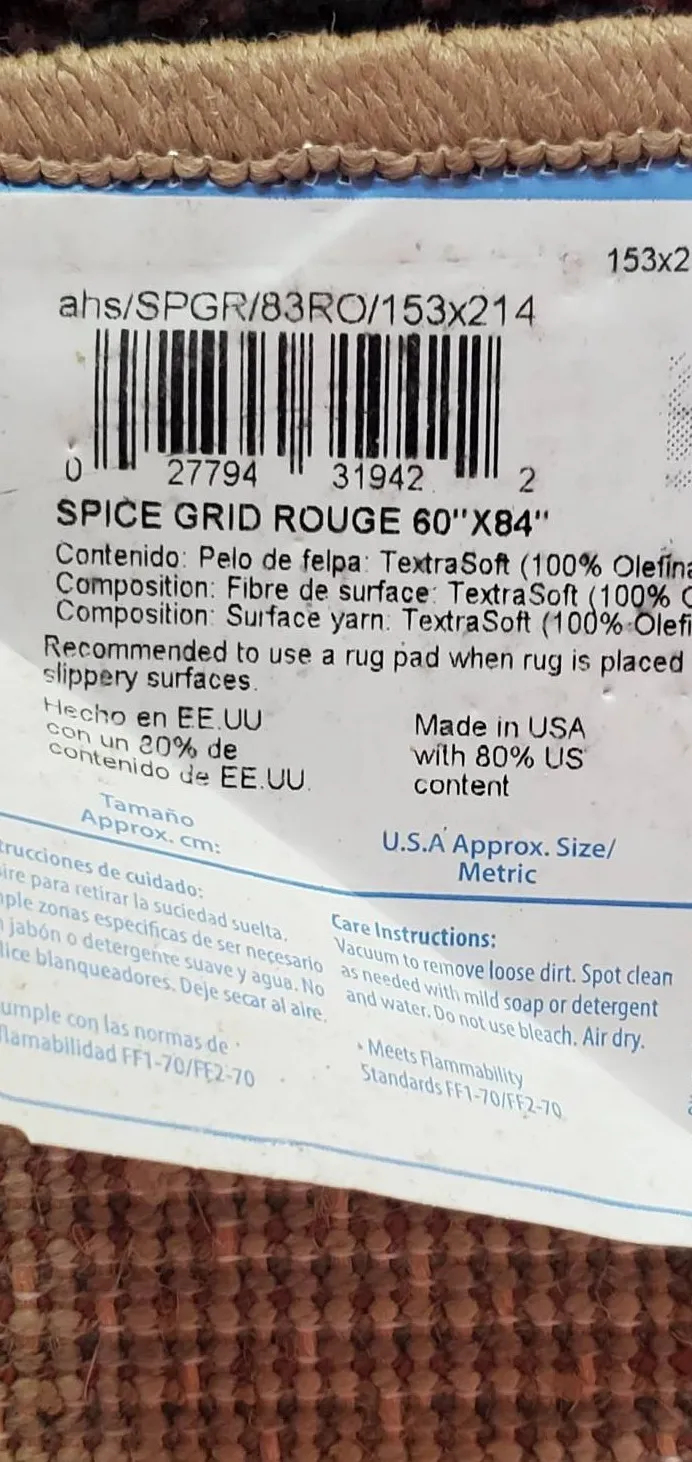 153x2
ahs/SPGR/83RO/153x214
0 27794 31942 2
SPICE GRID ROUGE 60"X84"
Contenido: Pelo de felpa: TextraSoft (100% Olefina
Composition: Fibre de surface: TextraSoft (100%
Composition: Surface yarn: TextraSoft (100% Olefi
Recommended to use a rug pad when rug is placed
slippery surfaces.
Hecho en EE.UU
con un 80% de
contenido de EE.UU.
Made in USA
with 80% US
content
Tamaño
Approx. cm:
U.S.A Approx. Size/
Metric
trucciones de cuidado:
ire para retirar la suciedad suelta.
mple zonas especificas de ser necesario
jabón o detergente suave y agua. No
lice blanqueadores. Deje secar al aire.
umple con las normas de
flamabilidad FF1-70/FF2-70
Care Instructions:
Vacuum to remove loose dirt. Spot clean
as needed with mild soap or detergent
and water. Do not use bleach. Air dry.
• Meets Flammability
Standards FF1-70/FF2-70